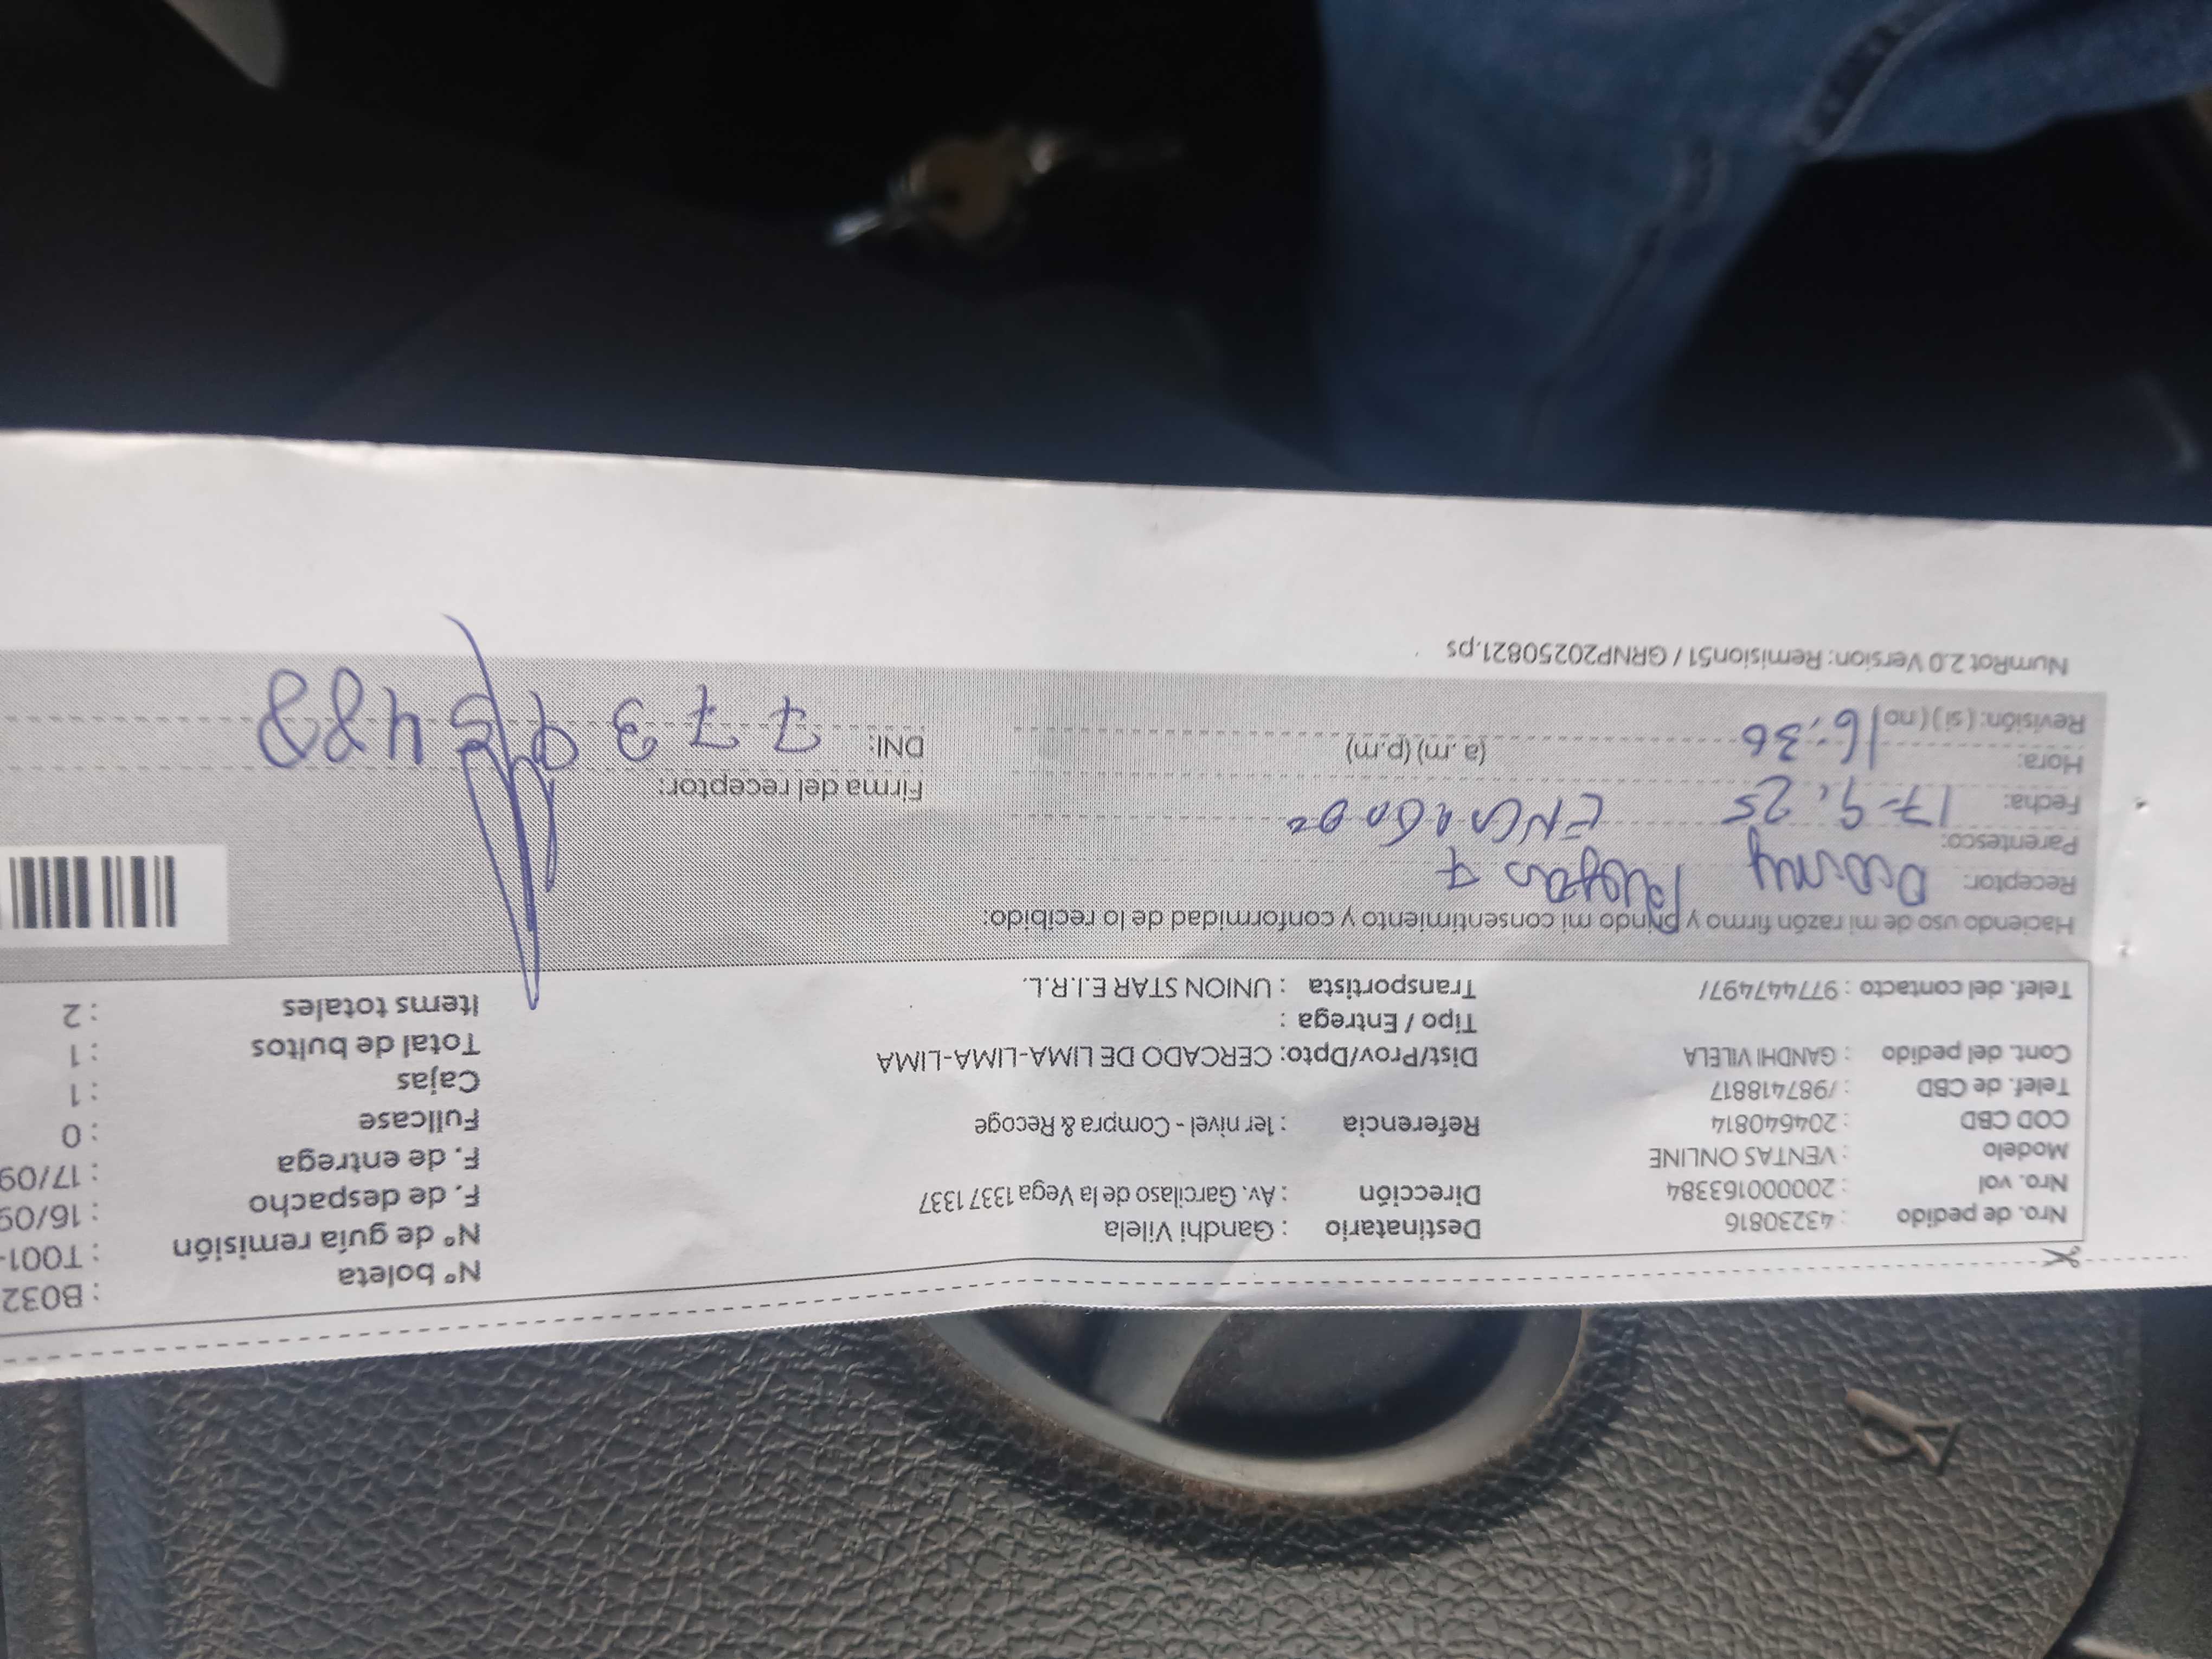 Nº boleta : B032
Nº de guía remisión : T001-
F. de despacho : 16/09
F. de entrega : 17/09
Fullcase : 0
Cajas : 1
Total de bultos : 1
Items totales : 2
Nro. de pedido : 43230816
Nro. vol : 200000163384
Modelo : VENTAS ONLINE
COD CBD : 204640814
Telef. de CBD : /987418817
Cont. del pedido : GANDHI VILELA
Telef. del contacto : 977447497/
Destinatario : Gandhi Vilela
Dirección : Av. Garcilaso de la Vega 1337 1337
Referencia : 1er nivel - Compra & Recoge
Dist/Prov/Dpto: CERCADO DE LIMA-LIMA-LIMA
Tipo / Entrega :
Transportista : UNION STAR E.I.R.L.
Haciendo uso de mi razón firmo y brindo mi consentimiento y conformidad de lo recibido:
Receptor:
Parentesco:
Fecha: 17-9.25
Hora: 16:36 (a.m) (p.m)
Revisión: (si) (no)
Firma del receptor:
DNI:
NumRot 2.0 Version: Remision51 / GRNP20250821.ps